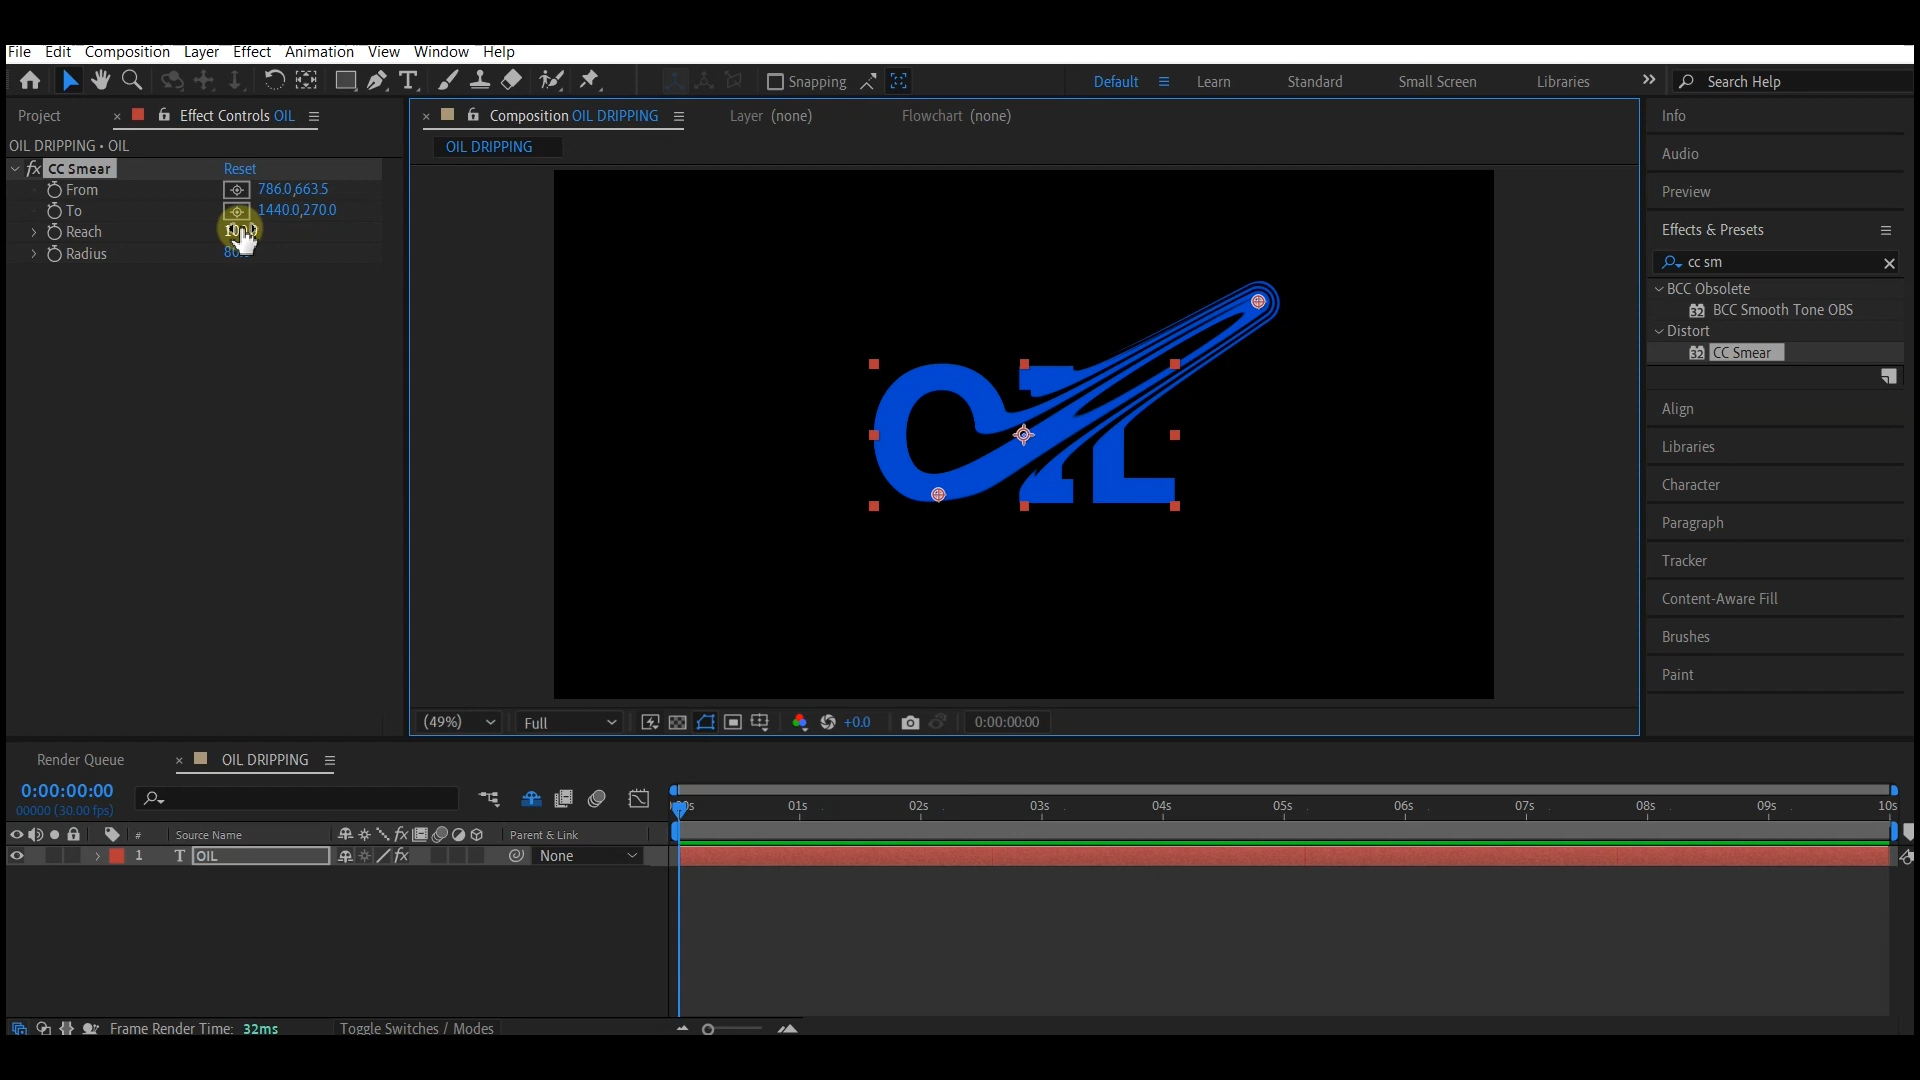 File Edit Composition Layer Effect Animation View Window Help
Snapping Default Learn Standard Small Screen Libraries Search Help
Project Effect Controls OIL Composition OIL DRIPPING Layer (none) Flowchart (none) Info
OIL DRIPPING • OIL OIL DRIPPING
Audio
fx CC Smear Reset
From 786.0,663.5 Preview
To 1440.0,270.0
Reach Effects & Presets
Radius
cc sm
BCC Obsolete
32 BCC Smooth Tone OBS
Distort
32 CC Smear
OIL
Align
Libraries
Character
Paragraph
Tracker
Content-Aware Fill
Brushes
Paint
(49%) Full +0.0 0:00:00:00
Render Queue OIL DRIPPING
0:00:00:00
00000 (30.00 fps) 01s 02s 03s 04s 05s 06s 07s 08s 09s 10s
# Source Name fx Parent & Link
1 T OIL fx None
Frame Render Time: 32ms Toggle Switches / Modes